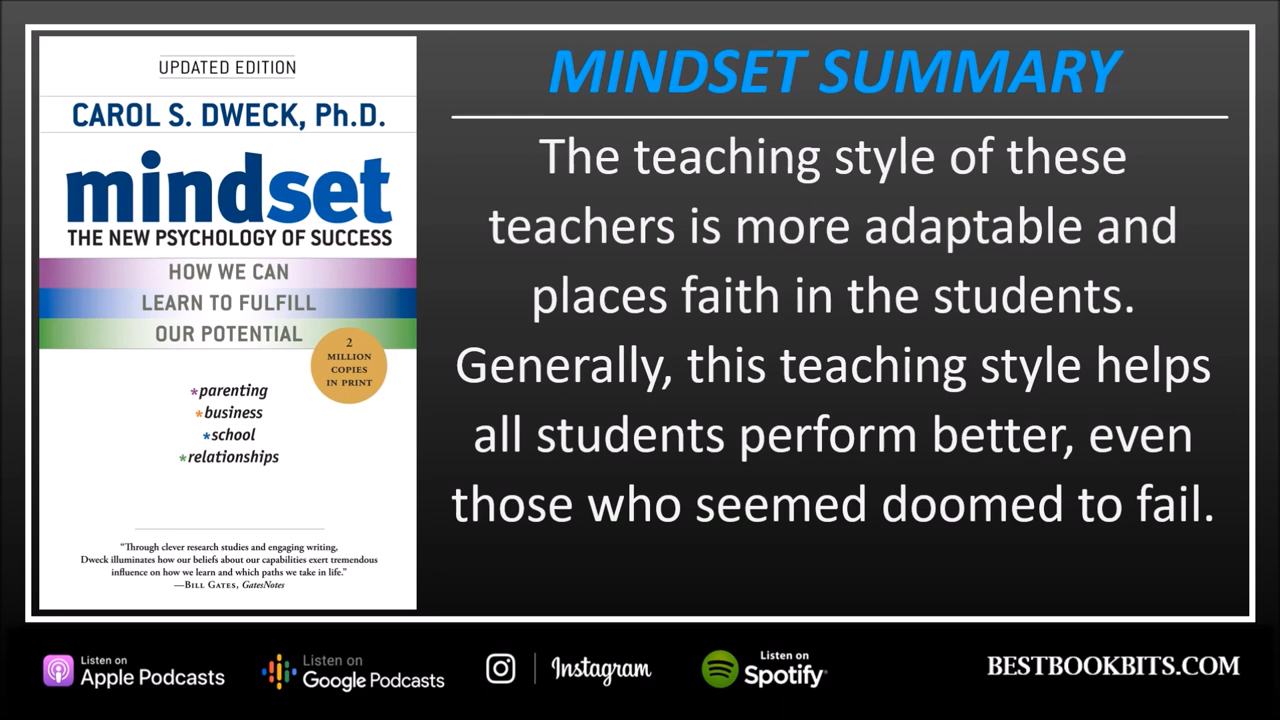 UPDATED EDITION
CAROL S. DWECK, Ph.D.
mindset
THE NEW PSYCHOLOGY OF SUCCESS
HOW WE CAN
LEARN TO FULFILL
OUR POTENTIAL
2
MILLION
COPIES
IN PRINT
*parenting
*business
*school
*relationships
“Through clever research studies and engaging writing,
Dweck illuminates how our beliefs about our capabilities exert tremendous
influence on how we learn and which paths we take in life.”
—BILL GATES, GatesNotes
MINDSET SUMMARY
The teaching style of these
teachers is more adaptable and
places faith in the students.
Generally, this teaching style helps
all students perform better, even
those who seemed doomed to fail.
Listen on
Apple Podcasts
Listen on
Google Podcasts
Instagram
Listen on
Spotify
BESTBOOKBITS.COM